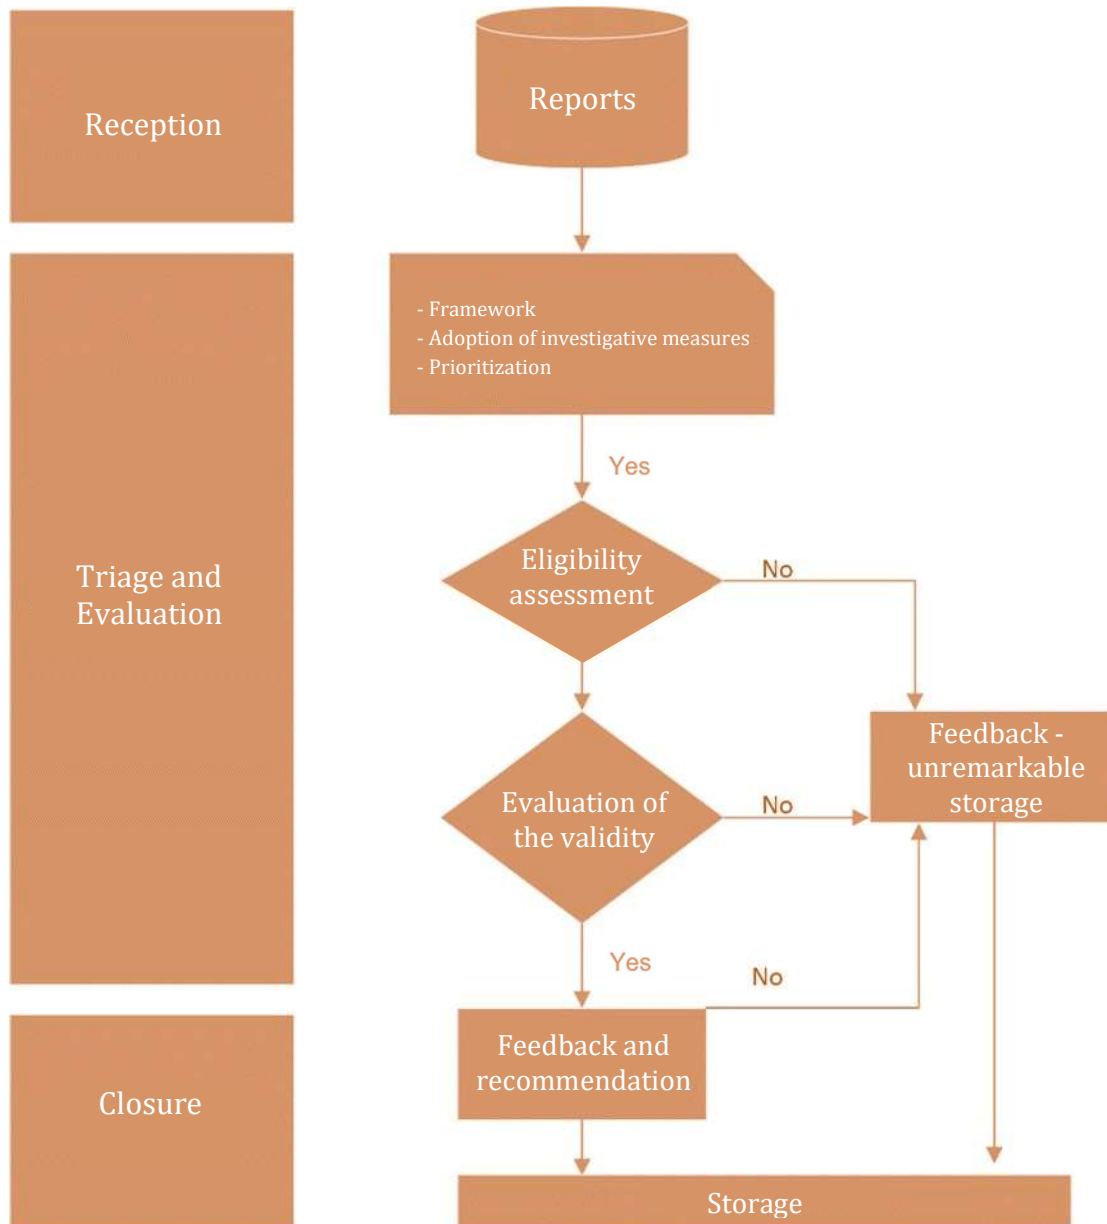 Reception
Reports
- Framework
- Adoption of investigative measures
- Prioritization
Yes
Triage and
Evaluation
Eligibility
assessment
No
Feedback -
unremarkable
storage
Evaluation of
the validity
No
Yes
No
Closure
Feedback and
recommendation
Storage